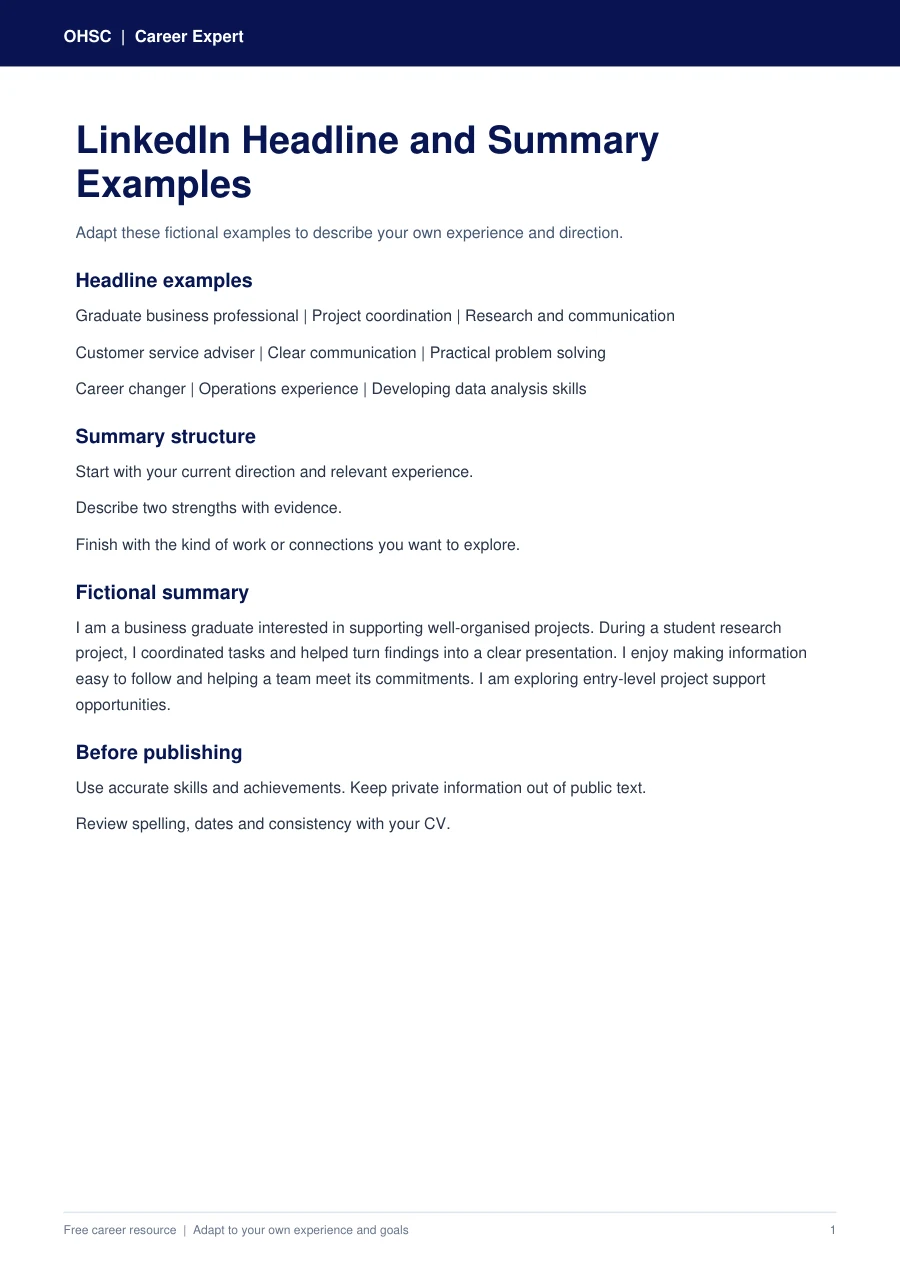 OHSC | Career Expert
LinkedIn Headline and Summary
Examples
Adapt these fictional examples to describe your own experience and direction.
Headline examples
Graduate business professional | Project coordination | Research and communication
Customer service adviser | Clear communication | Practical problem solving
Career changer | Operations experience | Developing data analysis skills
Summary structure
Start with your current direction and relevant experience.
Describe two strengths with evidence.
Finish with the kind of work or connections you want to explore.
Fictional summary
I am a business graduate interested in supporting well-organised projects. During a student research
project, I coordinated tasks and helped turn findings into a clear presentation. I enjoy making information
easy to follow and helping a team meet its commitments. I am exploring entry-level project support
opportunities.
Before publishing
Use accurate skills and achievements. Keep private information out of public text.
Review spelling, dates and consistency with your CV.
Free career resource | Adapt to your own experience and goals
1